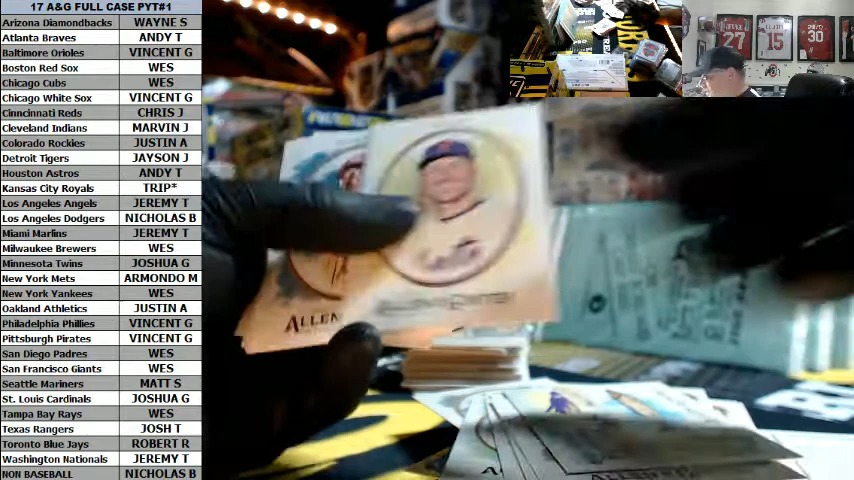 17 A&G FULL CASE PYT#1
Arizona Diamondbacks WAYNE S
Atlanta Braves ANDY T
Baltimore Orioles VINCENT G
Boston Red Sox WES
Chicago Cubs WES
Chicago White Sox VINCENT G
Cinncinnati Reds CHRIS J
Cleveland Indians MARVIN J
Colorado Rockies JUSTIN A
Detroit Tigers JAYSON J
Houston Astros ANDY T
Kansas City Royals TRIP*
Los Angeles Angels JEREMY T
Los Angeles Dodgers NICHOLAS B
Miami Marlins JEREMY T
Milwaukee Brewers WES
Minnesota Twins JOSHUA G
New York Mets ARMONDO M
New York Yankees WES
Oakland Athletics JUSTIN A
Philadelphia Phillies VINCENT G
Pittsburgh Pirates VINCENT G
San Diego Padres WES
San Francisco Giants WES
Seattle Mariners MATT S
St. Louis Cardinals JOSHUA G
Tampa Bay Rays WES
Texas Rangers JOSH T
Toronto Blue Jays ROBERT R
Washington Nationals JEREMY T
NON BASEBALL NICHOLAS B
27
15
30
ALLEN